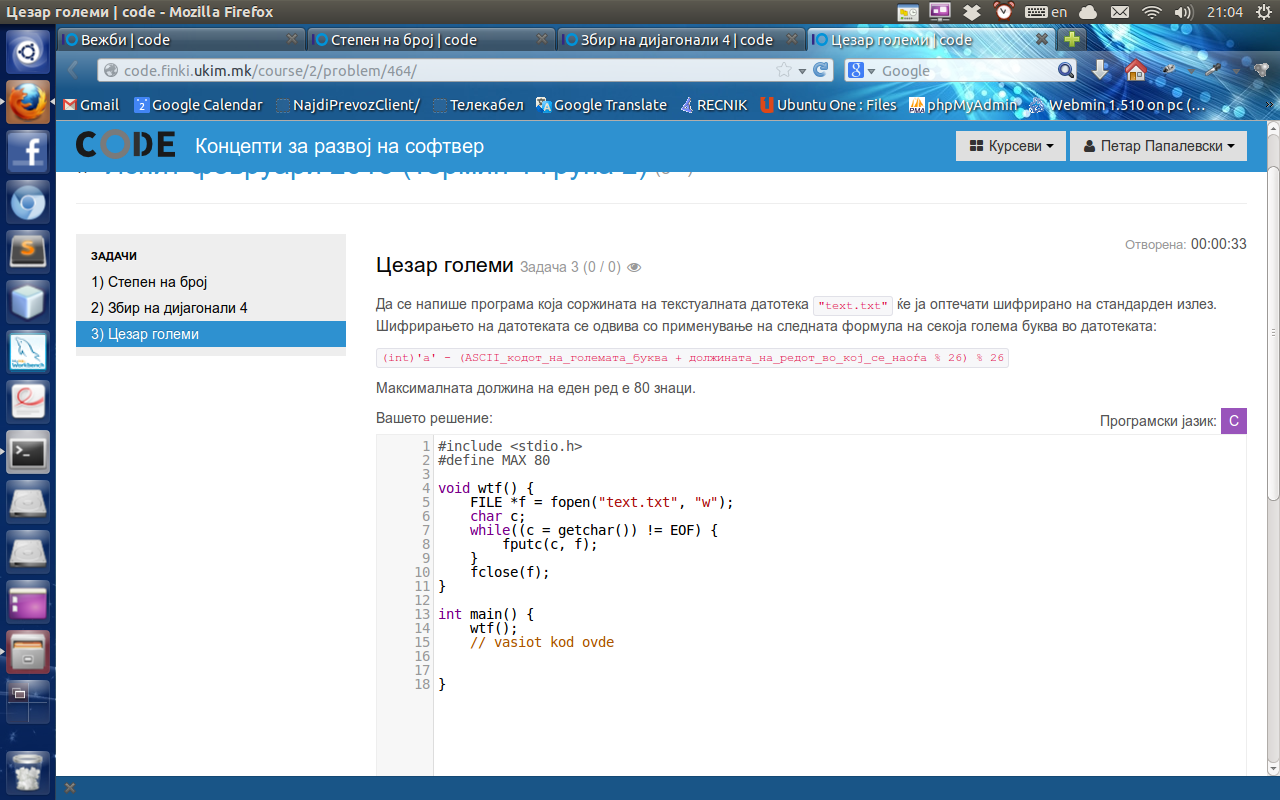 Цезар големи | code - Mozilla Firefox
en
21:04
Вежби | code
Степен на број | code
Збир на дијагонали 4 | code
Цезар големи | code
code.finki.ukim.mk/course/2/problem/464/
Google
Gmail
Google Calendar
NajdiPrevozClient/
Телекабел
Google Translate
RECNIK
Ubuntu One : Files
phpMyAdmin
Webmin 1.510 on pc (...
CODE
Концепти за развој на софтвер
Курсеви
Петар Папалевски
ЗАДАЧИ
1) Степен на број
2) Збир на дијагонали 4
3) Цезар големи
Отворена: 00:00:33
Цезар големи Задача 3 (0 / 0)
Да се напише програма која соржината на текстуалната датотека "text.txt" ќе ја оптечати шифрирано на стандарден излез.
Шифрирањето на датотеката се одвива со применување на следната формула на секоја голема буква во датотеката:
(int)'a' - (ASCII_кодот_на_големата_буква + должината_на_редот_во_кој_се_наоѓа % 26) % 26
Максималната должина на еден ред е 80 знаци.
Вашето решение:
Програмски јазик: C
1 #include <stdio.h>
2 #define MAX 80
3
4 void wtf() {
5 FILE *f = fopen("text.txt", "w");
6 char c;
7 while((c = getchar()) != EOF) {
8 fputc(c, f);
9 }
10 fclose(f);
11 }
12
13 int main() {
14 wtf();
15 // vasiot kod ovde
16
17
18 }